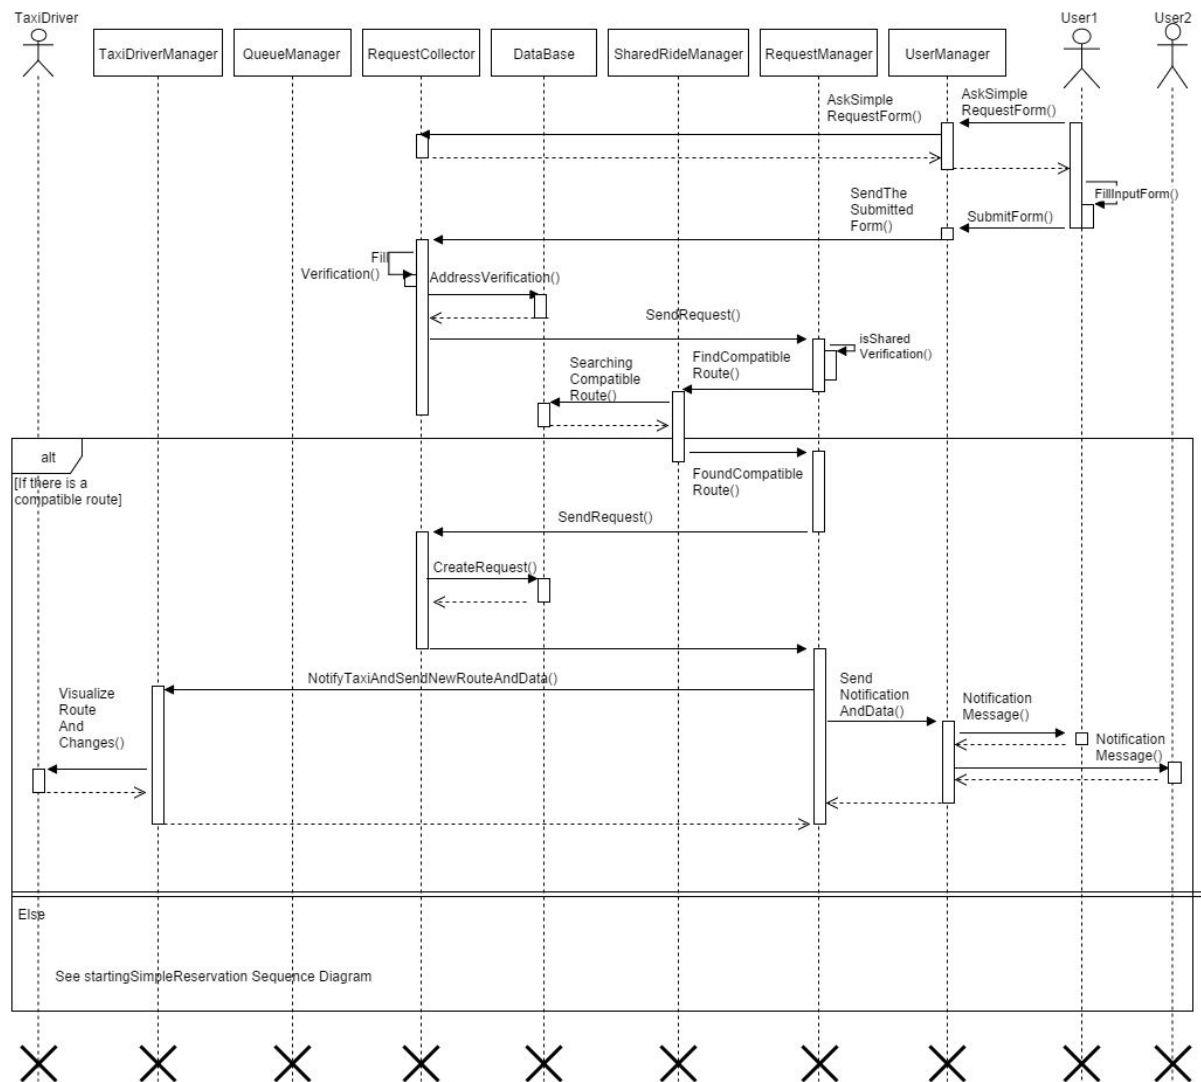 TaxiDriver
User1
User2
TaxiDriverManager
QueueManager
RequestCollector
DataBase
SharedRideManager
RequestManager
UserManager
AskSimple
RequestForm()
AskSimple
RequestForm()
FillInputForm()
SendThe
Submitted
Form()
SubmitForm()
Fill
Verification()
AddressVerification()
SendRequest()
isShared
Verification()
FindCompatible
Route()
Searching
Compatible
Route()
alt
[If there is a
compatible route]
FoundCompatible
Route()
SendRequest()
CreateRequest()
NotifyTaxiAndSendNewRouteAndData()
Send
Notification
AndData()
Notification
Message()
Visualize
Route
And
Changes()
Notification
Message()
Else
See startingSimpleReservation Sequence Diagram